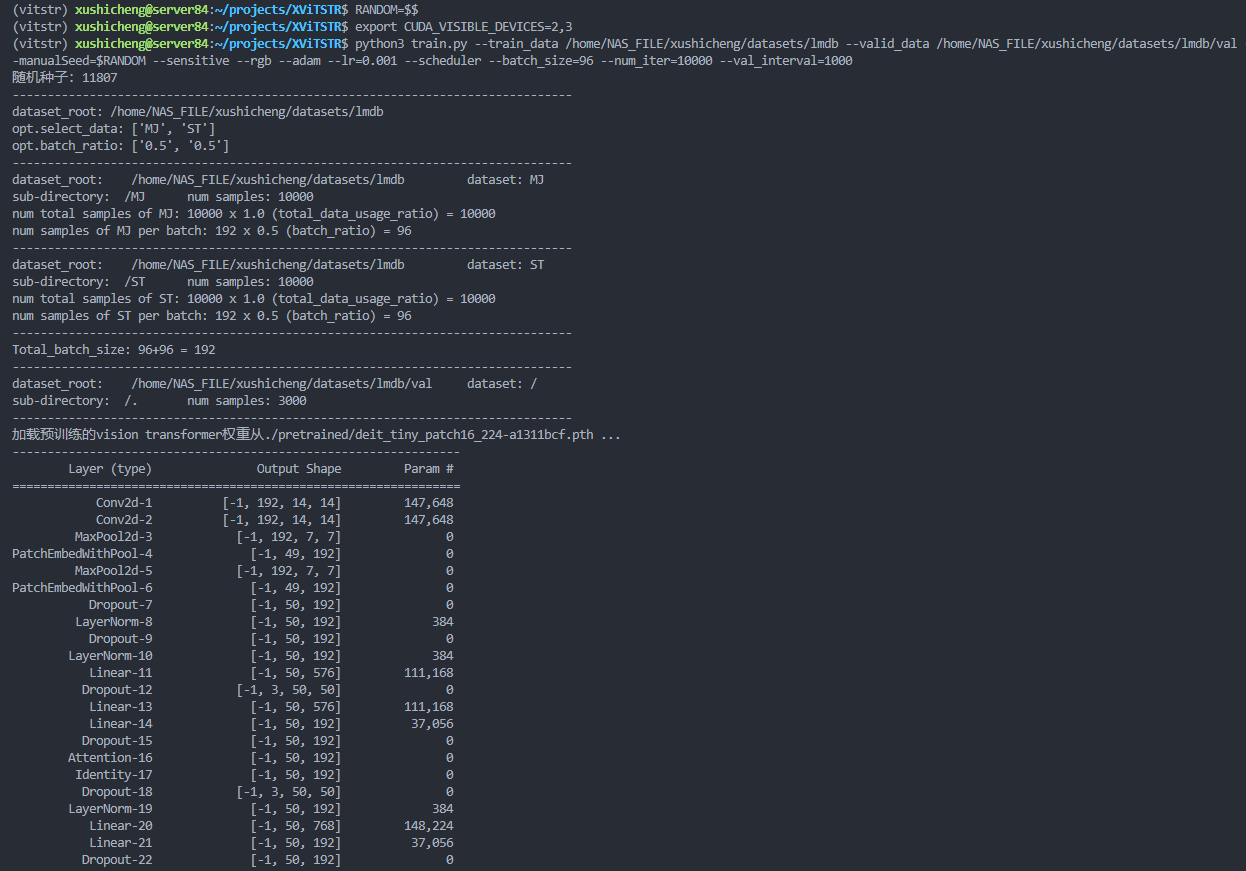 (vitstr) xushicheng@server84:~/projects/XViTSTR$ RANDOM=$$
(vitstr) xushicheng@server84:~/projects/XViTSTR$ export CUDA_VISIBLE_DEVICES=2,3
(vitstr) xushicheng@server84:~/projects/XViTSTR$ python3 train.py --train_data /home/NAS_FILE/xushicheng/datasets/lmdb --valid_data /home/NAS_FILE/xushicheng/datasets/lmdb/val
-manualSeed=$RANDOM --sensitive --rgb --adam --lr=0.001 --scheduler --batch_size=96 --num_iter=10000 --val_interval=1000
随机种子: 11807
--------------------------------------------------------------------------------
dataset_root: /home/NAS_FILE/xushicheng/datasets/lmdb
opt.select_data: ['MJ', 'ST']
opt.batch_ratio: ['0.5', '0.5']
--------------------------------------------------------------------------------
dataset_root:    /home/NAS_FILE/xushicheng/datasets/lmdb         dataset: MJ
sub-directory:  /MJ      num samples: 10000
num total samples of MJ: 10000 x 1.0 (total_data_usage_ratio) = 10000
num samples of MJ per batch: 192 x 0.5 (batch_ratio) = 96
--------------------------------------------------------------------------------
dataset_root:    /home/NAS_FILE/xushicheng/datasets/lmdb         dataset: ST
sub-directory:  /ST      num samples: 10000
num total samples of ST: 10000 x 1.0 (total_data_usage_ratio) = 10000
num samples of ST per batch: 192 x 0.5 (batch_ratio) = 96
--------------------------------------------------------------------------------
Total_batch_size: 96+96 = 192
--------------------------------------------------------------------------------
dataset_root:    /home/NAS_FILE/xushicheng/datasets/lmdb/val     dataset: /
sub-directory:  /.       num samples: 3000
--------------------------------------------------------------------------------
加载预训练的vision transformer权重从./pretrained/deit_tiny_patch16_224-a1311bcf.pth ...
----------------------------------------------------------------
        Layer (type)               Output Shape         Param #
================================================================
            Conv2d-1          [-1, 192, 14, 14]         147,648
            Conv2d-2          [-1, 192, 14, 14]         147,648
         MaxPool2d-3            [-1, 192, 7, 7]               0
PatchEmbedWithPool-4              [-1, 49, 192]               0
         MaxPool2d-5            [-1, 192, 7, 7]               0
PatchEmbedWithPool-6              [-1, 49, 192]               0
           Dropout-7              [-1, 50, 192]               0
         LayerNorm-8              [-1, 50, 192]             384
           Dropout-9              [-1, 50, 192]               0
        LayerNorm-10              [-1, 50, 192]             384
           Linear-11              [-1, 50, 576]         111,168
          Dropout-12            [-1, 3, 50, 50]               0
           Linear-13              [-1, 50, 576]         111,168
           Linear-14              [-1, 50, 192]          37,056
          Dropout-15              [-1, 50, 192]               0
        Attention-16              [-1, 50, 192]               0
         Identity-17              [-1, 50, 192]               0
          Dropout-18            [-1, 3, 50, 50]               0
        LayerNorm-19              [-1, 50, 192]             384
           Linear-20              [-1, 50, 768]         148,224
           Linear-21              [-1, 50, 192]          37,056
          Dropout-22              [-1, 50, 192]               0